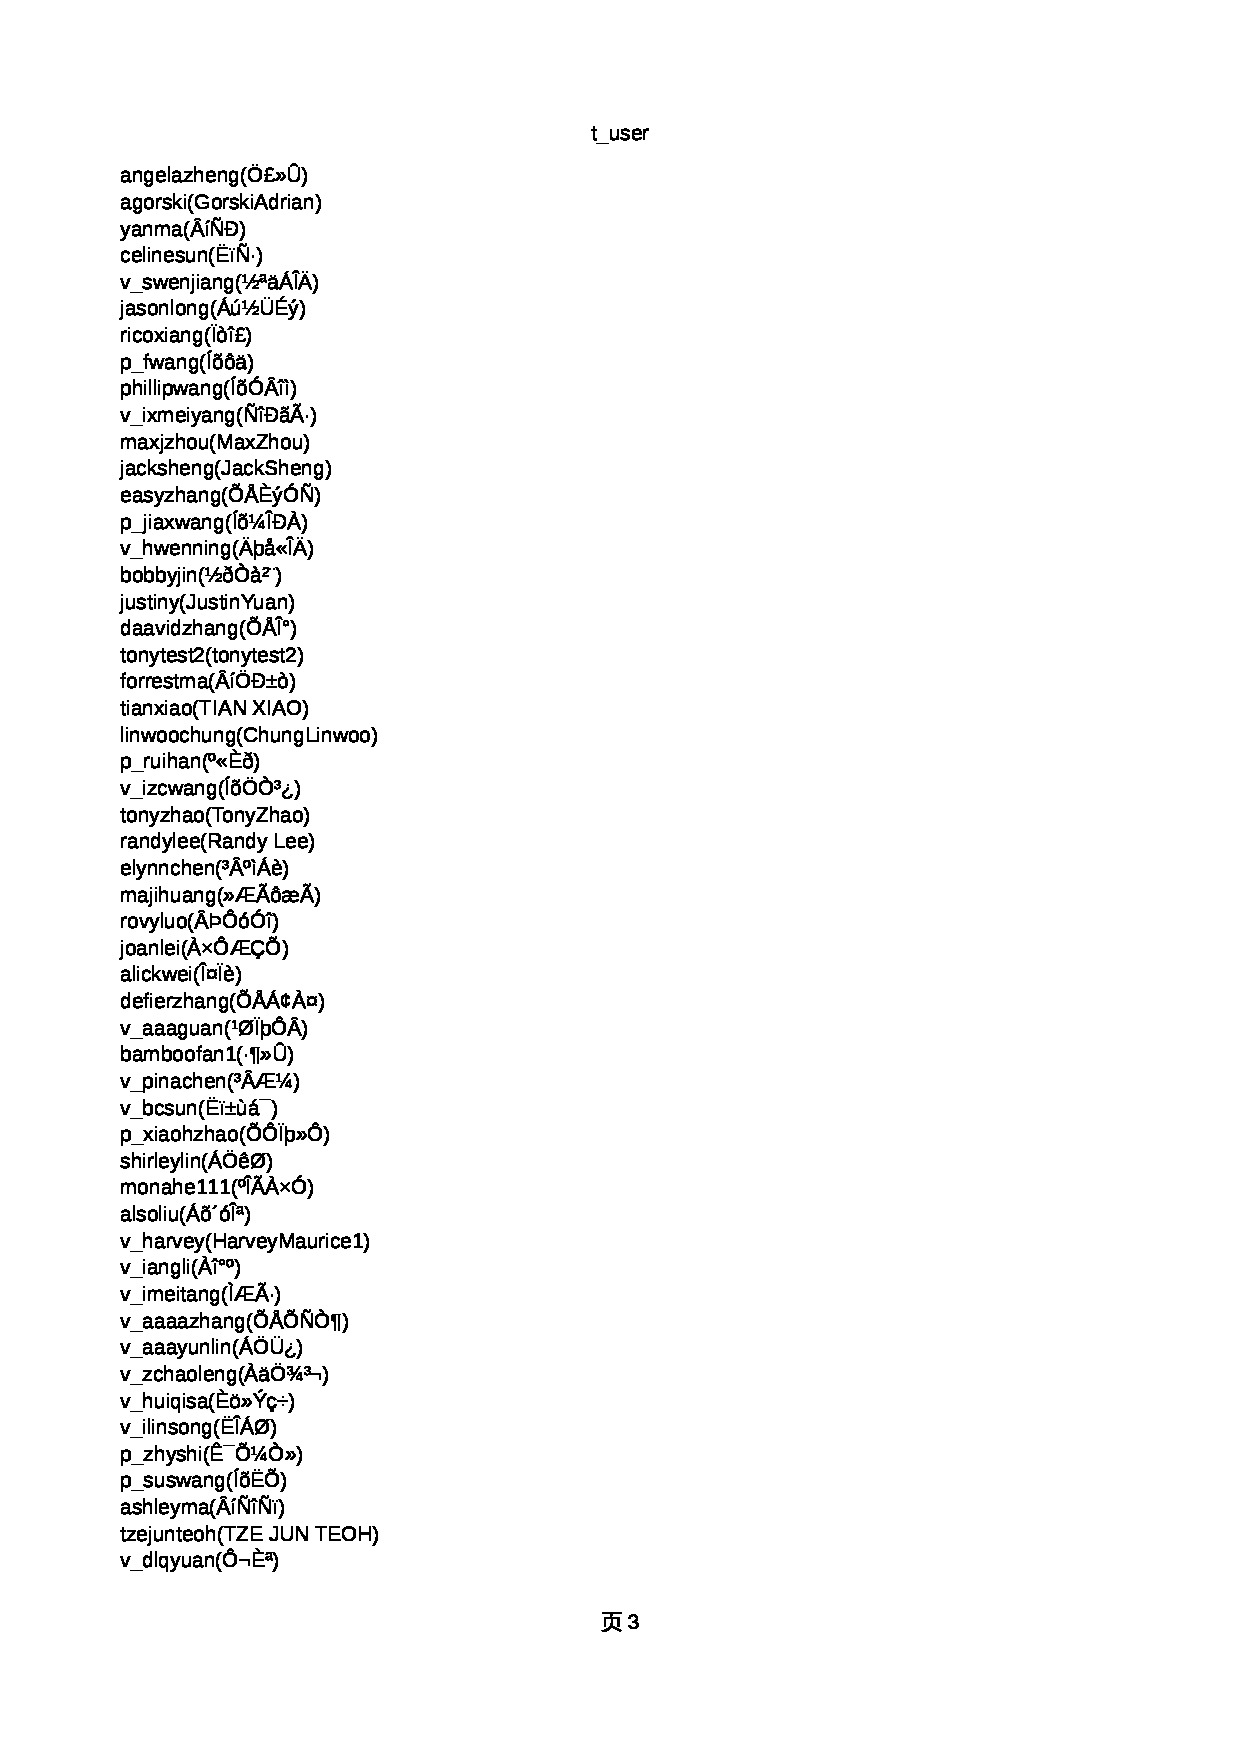 t_user
angelazheng(Ö£»Û)
agorski(GorskiAdrian)
yanma(ÂíÑÐ)
celinesun(ËïÑ·)
v_swenjiang(½ªäÁÎÄ)
jasonlong(Áú½ÜÉý)
ricoxiang(Ïòî£)
p_fwang(Íõôä)
phillipwang(ÍõÓÂîì)
v_ixmeiyang(ÑîÐãÃ·)
maxjzhou(MaxZhou)
jacksheng(JackSheng)
easyzhang(ÕÅÈýÓÑ)
p_jiaxwang(Íõ¼ÎÐÀ)
v_hwenning(Äþå«ÎÄ)
bobbyjin(½ðÒà²¨)
justiny(JustinYuan)
daavidzhang(ÕÅÎ°)
tonytest2(tonytest2)
forrestma(ÂíÖÐ±ò)
tianxiao(TIAN XIAO)
linwoochung(ChungLinwoo)
p_ruihan(º«Èð)
v_izcwang(ÍõÖÒ³¿)
tonyzhao(TonyZhao)
randylee(Randy Lee)
elynnchen(³ÂºìÁè)
majihuang(»ÆÃôæÃ)
rovyluo(ÂÞÔóÓî)
joanlei(À×ÔÆÇÕ)
alickwei(Î¤Ïè)
defierzhang(ÕÅÁ¢À¤)
v_aaaguan(¹ØÏþÔÂ)
bamboofan1(·¶»Û)
v_pinachen(³ÂÆ¼)
v_bcsun(Ëï±ùá¯)
p_xiaohzhao(ÕÔÏþ»Ô)
shirleylin(ÁÖêØ)
monahe111(ºÎÃÀ×Ó)
alsoliu(Áõ´óÎª)
v_harvey(HarveyMaurice1)
v_iangli(Àî°º)
v_imeitang(ÌÆÃ·)
v_aaaazhang(ÕÅÕÑÒ¶)
v_aaayunlin(ÁÖÜ¿)
v_zchaoleng(ÀäÖ¾³¬)
v_huiqisa(Èö»Ýç÷)
v_ilinsong(ËÎÁØ)
p_zhyshi(Ê¯Õ¼Ò»)
p_suswang(ÍõËÕ)
ashleyma(ÂíÑîÑï)
tzejunteoh(TZE JUN TEOH)
v_dlqyuan(Ô¬Èª)
页 3